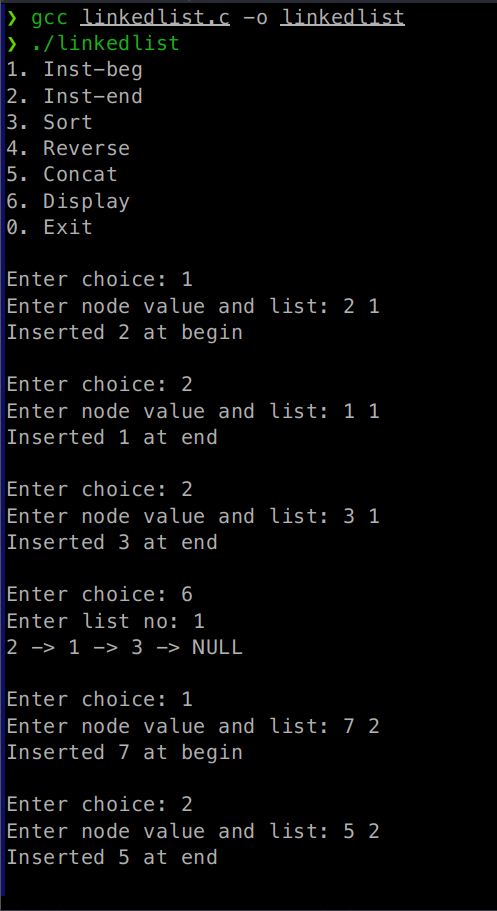 ❯ gcc linkedlist.c -o linkedlist
❯ ./linkedlist
1. Inst-beg
2. Inst-end
3. Sort
4. Reverse
5. Concat
6. Display
0. Exit

Enter choice: 1
Enter node value and list: 2 1
Inserted 2 at begin

Enter choice: 2
Enter node value and list: 1 1
Inserted 1 at end

Enter choice: 2
Enter node value and list: 3 1
Inserted 3 at end

Enter choice: 6
Enter list no: 1
2 -> 1 -> 3 -> NULL

Enter choice: 1
Enter node value and list: 7 2
Inserted 7 at begin

Enter choice: 2
Enter node value and list: 5 2
Inserted 5 at end